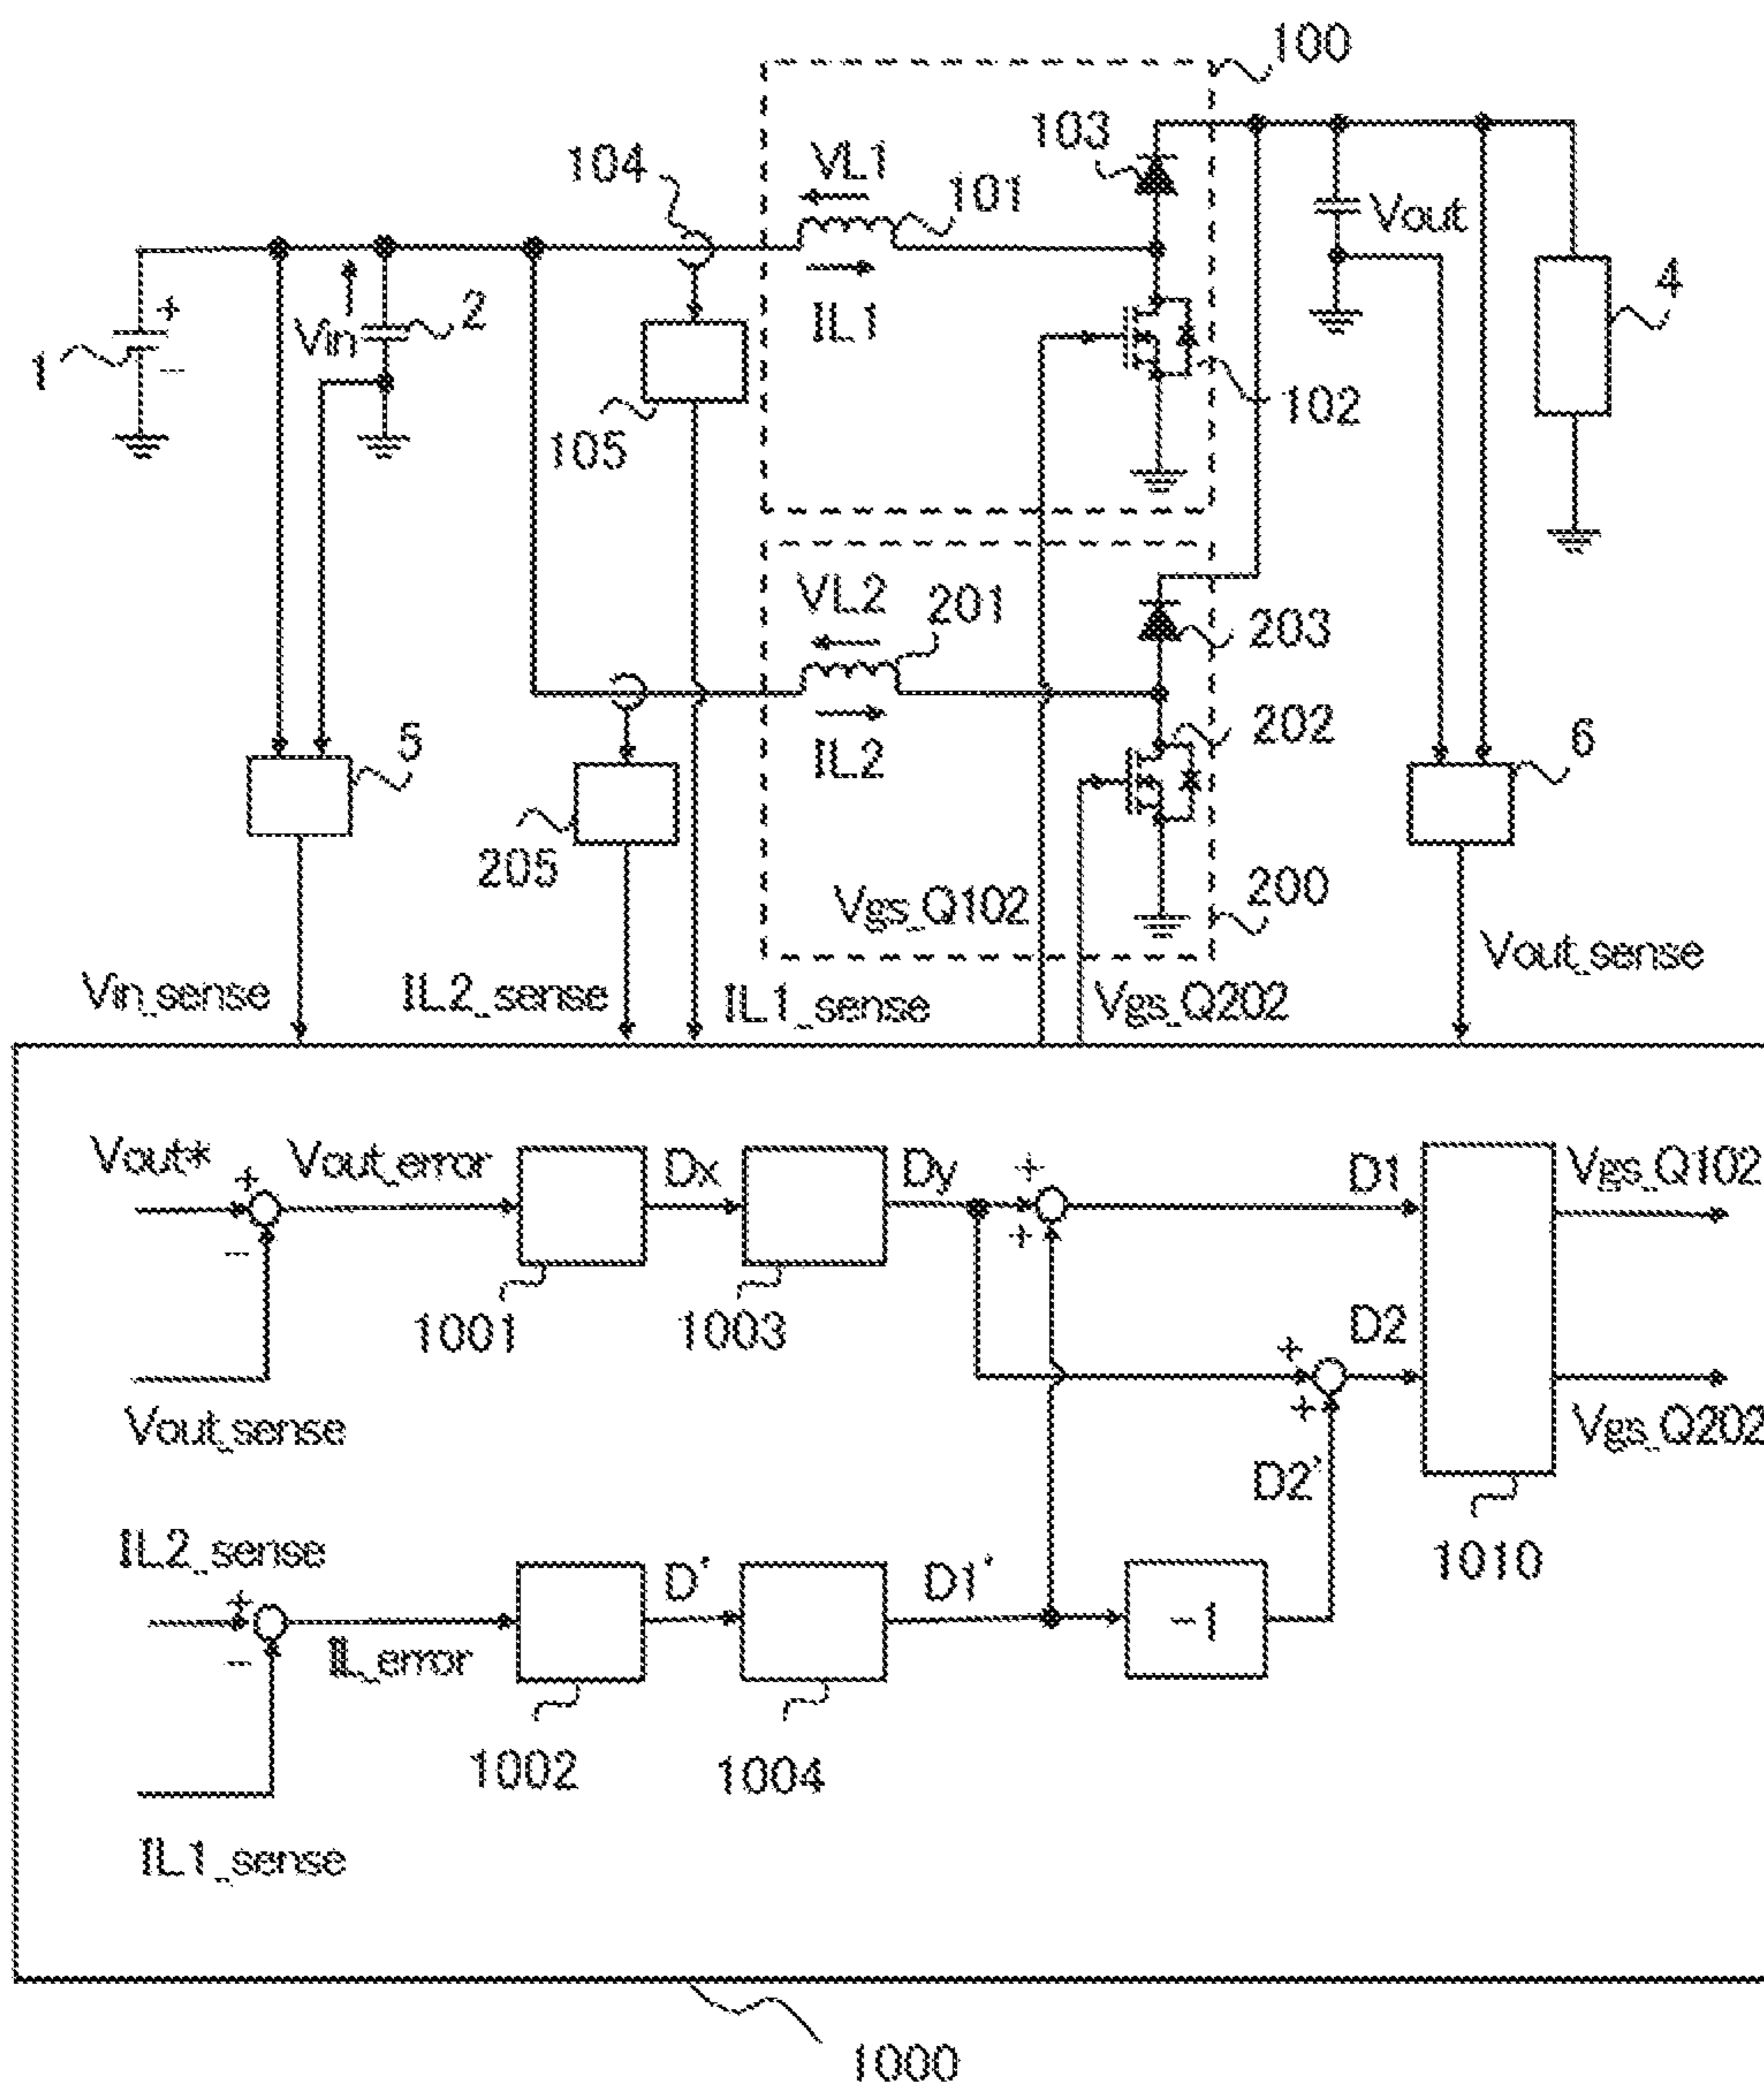 100
103
104
VL1
101
Vout
+
2
4
Vin
IL1
1
−
102
105
VL2
201
203
5
202
6
IL2
205
200
Vgs_Q102
Vout_sense
Vin_sense
IL2_sense
IL1_sense
Vgs_Q202
Vout*
+
Vout_error
Dx
Dy
+
D1
Vgs_Q102
−
+
1001
1003
D2
+
Vout_sense
+
Vgs_Q202
D2'
IL2_sense
1010
+
D'
D1'
-1
−
IL_error
1002
1004
IL1_sense
1000